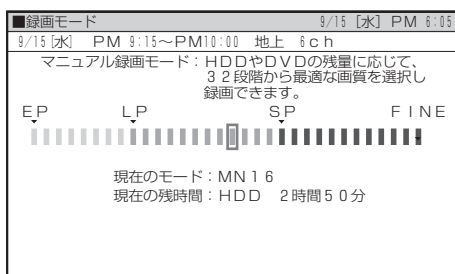 ■録画モード 9/15 [水] PM 6:05
9/15 [水] PM 9:15〜PM10:00 地上 6ch
マニュアル録画モード：HDDやDVDの残量に応じて、
32段階から最適な画質を選択し
録画できます。
EP LP SP FINE
現在のモード：MN16
現在の残時間：HDD 2時間50分